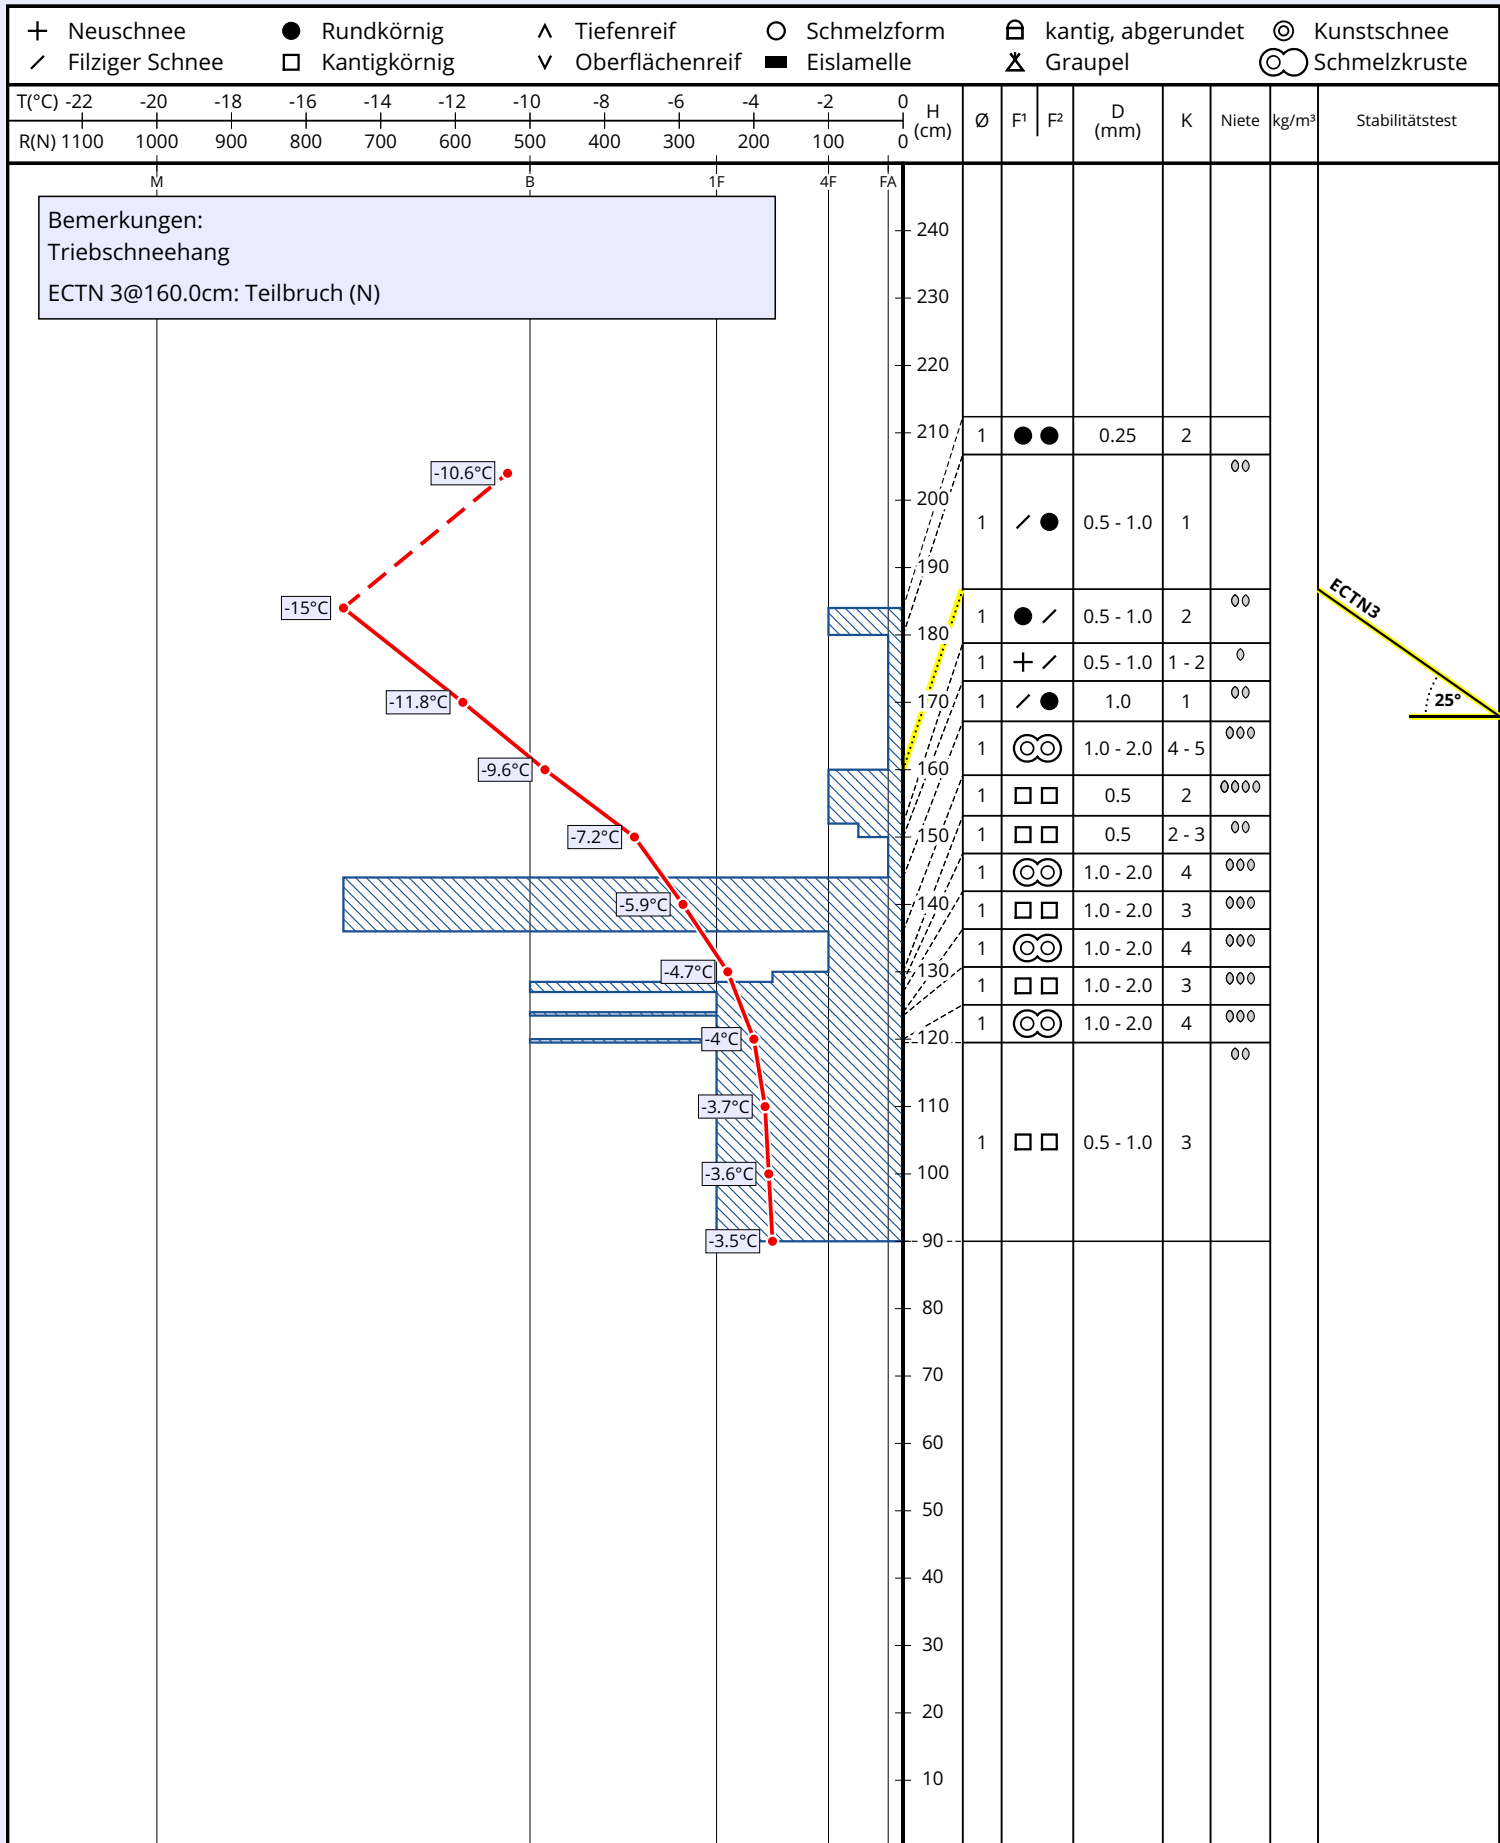 Neuschnee Rundkörnig Tiefenreif Schmelzform kantig, abgerundet Kunstschnee
Filziger Schnee Kantigkörnig Oberflächenreif Eislamelle Graupel Schmelzkruste
T(°C) -22 -20 -18 -16 -14 -12 -10 -8 -6 -4 -2 0
R(N) 1100 1000 900 800 700 600 500 400 300 200 100 0
H (cm) Ø F¹ F² D (mm) K Niete kg/m³ Stabilitätstest
M B 1F 4F FA
Bemerkungen:
Triebschneehang
ECTN 3@160.0cm: Teilbruch (N)
240
230
220
210
200
190
180
170
160
150
140
130
120
110
100
90
80
70
60
50
40
30
20
10
-10.6°C
-15°C
-11.8°C
-9.6°C
-7.2°C
-5.9°C
-4.7°C
-4°C
-3.7°C
-3.6°C
-3.5°C
1 0.25 2
1 0.5 - 1.0 1
1 0.5 - 1.0 2
1 0.5 - 1.0 1 - 2
1 1.0 1
1 1.0 - 2.0 4 - 5
1 0.5 2
1 0.5 2 - 3
1 1.0 - 2.0 4
1 1.0 - 2.0 3
1 1.0 - 2.0 4
1 1.0 - 2.0 3
1 1.0 - 2.0 4
1 0.5 - 1.0 3
ECTN3
25°